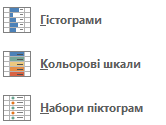 Гістограми
Кольорові шкали
Набори піктограм